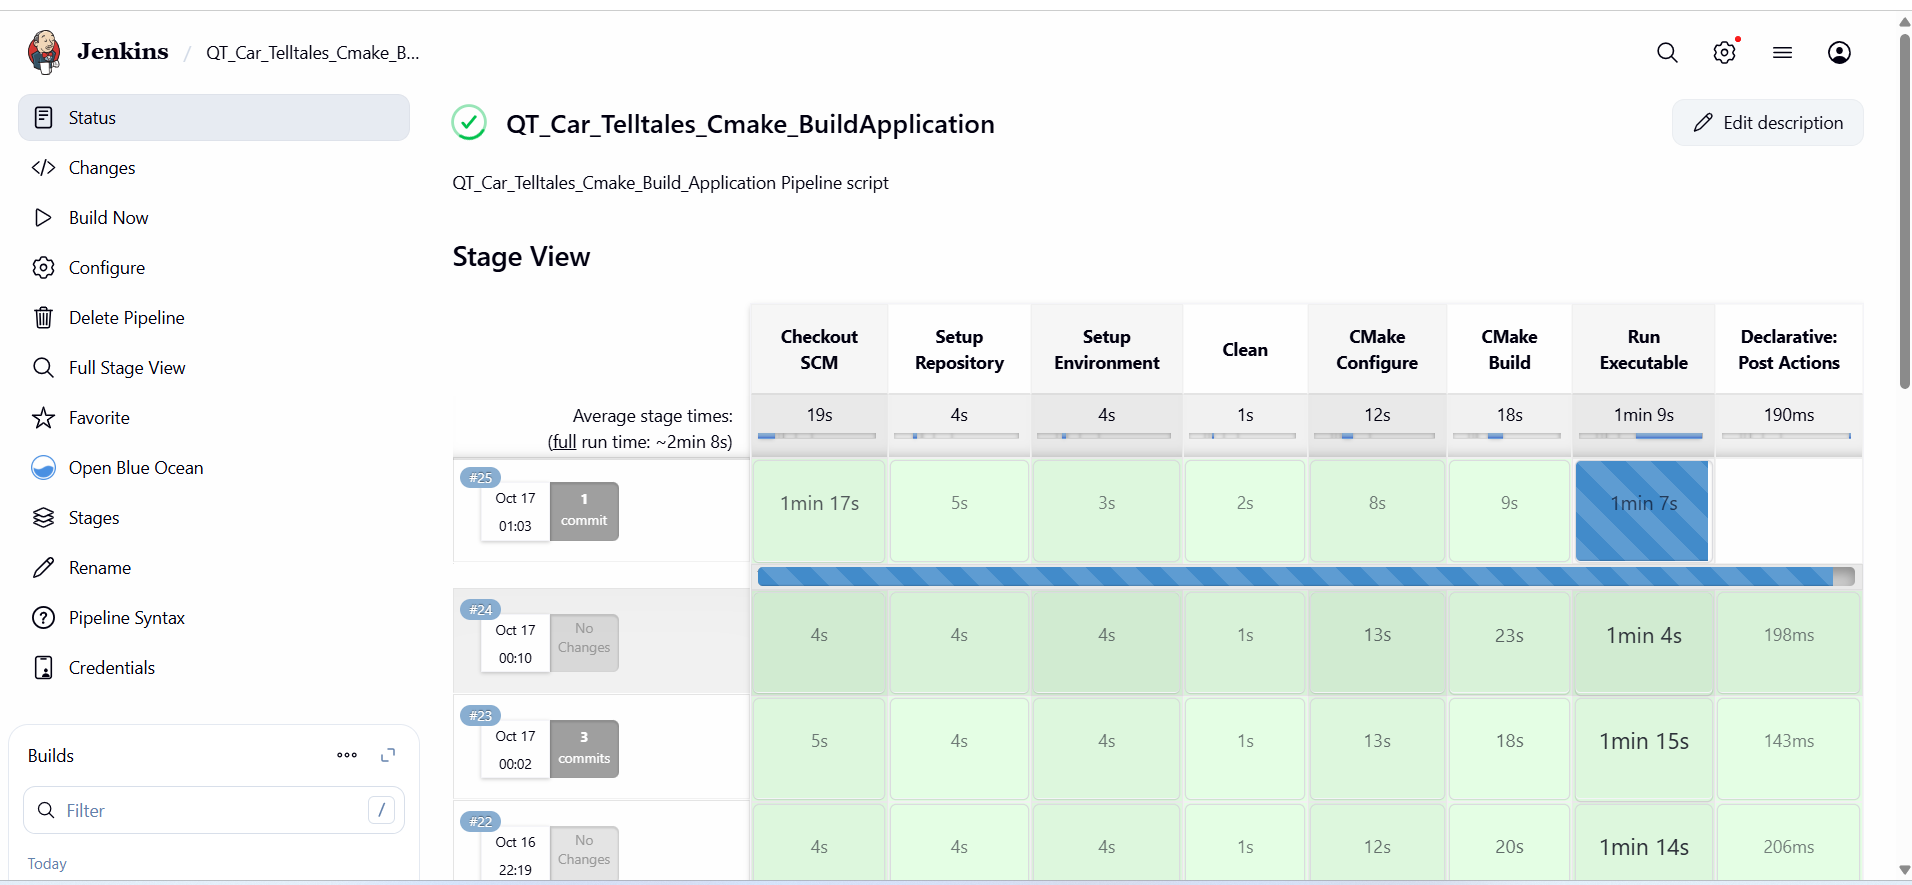 Jenkins / QT_Car_Telltales_Cmake_B...
Status
Changes
Build Now
Configure
Delete Pipeline
Full Stage View
Favorite
Open Blue Ocean
Stages
Rename
Pipeline Syntax
Credentials
Builds
Filter /
Today
QT_Car_Telltales_Cmake_BuildApplication
Edit description
QT_Car_Telltales_Cmake_Build_Application Pipeline script
Stage View
Checkout SCM
Setup Repository
Setup Environment
Clean
CMake Configure
CMake Build
Run Executable
Declarative: Post Actions
Average stage times:
(full run time: ~2min 8s)
19s 4s 4s 1s 12s 18s 1min 9s 190ms
#25
Oct 17
01:03
1
commit
1min 17s 5s 3s 2s 8s 9s 1min 7s
#24
Oct 17
00:10
No
Changes
4s 4s 4s 1s 13s 23s 1min 4s 198ms
#23
Oct 17
00:02
3
commits
5s 4s 4s 1s 13s 18s 1min 15s 143ms
#22
Oct 16
22:19
No
Changes
4s 4s 4s 1s 12s 20s 1min 14s 206ms